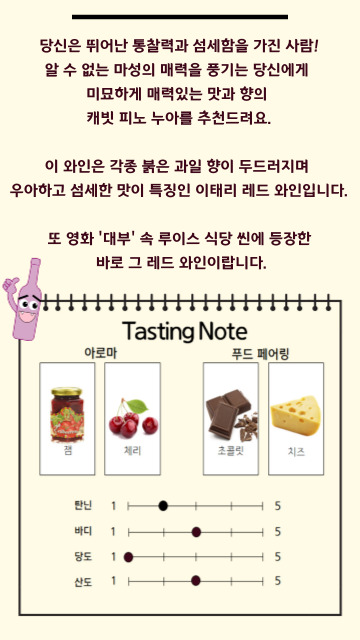 당신은 뛰어난 통찰력과 섬세함을 가진 사람!
알 수 없는 마성의 매력을 풍기는 당신에게
미묘하게 매력있는 맛과 향의
캐빗 피노 누아를 추천드려요.
이 와인은 각종 붉은 과일 향이 두드러지며
우아하고 섬세한 맛이 특징인 이태리 레드 와인입니다.
또 영화 '대부' 속 루이스 식당 씬에 등장한
바로 그 레드 와인이랍니다.
Tasting Note
아로마 푸드 페어링
잼 체리 초콜릿 치즈
탄닌 1 5
바디 1 5
당도 1 5
산도 1 5